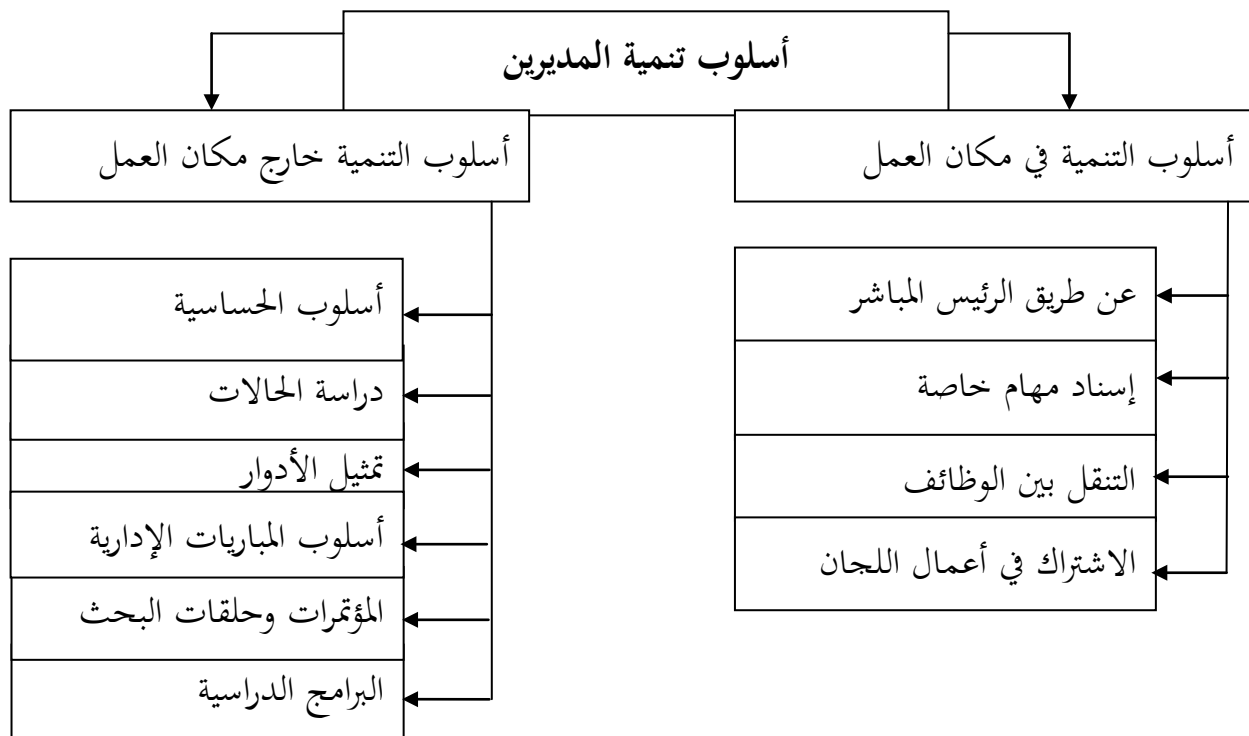 أسلوب تنمية المديرين
أسلوب التنمية في مكان العمل
عن طريق الرئيس المباشر
إسناد مهام خاصة
التنقل بين الوظائف
الاشتراك في أعمال اللجان
أسلوب التنمية خارج مكان العمل
أسلوب الحساسية
دراسة الحالات
تمثيل الأدوار
أسلوب المباريات الإدارية
المؤتمرات وحلقات البحث
البرامج الدراسية